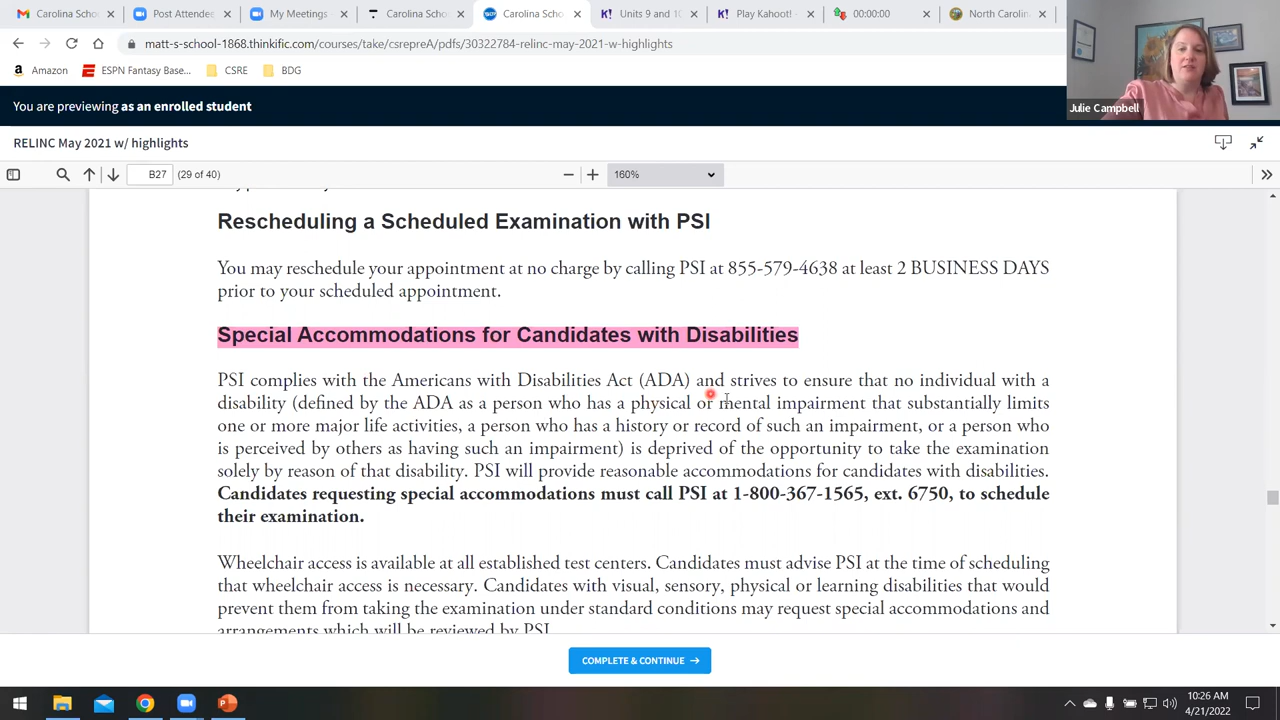 Carolina Scho
Post Attendee
My Meetings
Carolina Scho
Carolina Scho
Units 9 and 10
Play Kahoot! -
00:00:00
North Carolin
matt-s-school-1868.thinkific.com/courses/take/csreprepA/pdfs/30322784-relinc-may-2021-w-highlights
Amazon
ESPN Fantasy Base...
CSRE
BDG
Julie Campbell
You are previewing as an enrolled student
RELINC May 2021 w/ highlights
B27
(29 of 40)
160%
Rescheduling a Scheduled Examination with PSI
You may reschedule your appointment at no charge by calling PSI at 855-579-4638 at least 2 BUSINESS DAYS
prior to your scheduled appointment.
Special Accommodations for Candidates with Disabilities
PSI complies with the Americans with Disabilities Act (ADA) and strives to ensure that no individual with a
disability (defined by the ADA as a person who has a physical or mental impairment that substantially limits
one or more major life activities, a person who has a history or record of such an impairment, or a person who
is perceived by others as having such an impairment) is deprived of the opportunity to take the examination
solely by reason of that disability. PSI will provide reasonable accommodations for candidates with disabilities.
Candidates requesting special accommodations must call PSI at 1-800-367-1565, ext. 6750, to schedule
their examination.
Wheelchair access is available at all established test centers. Candidates must advise PSI at the time of scheduling
that wheelchair access is necessary. Candidates with visual, sensory, physical or learning disabilities that would
prevent them from taking the examination under standard conditions may request special accommodations and
arrangements which will be reviewed by PSI.
COMPLETE & CONTINUE →
10:26 AM
4/21/2022